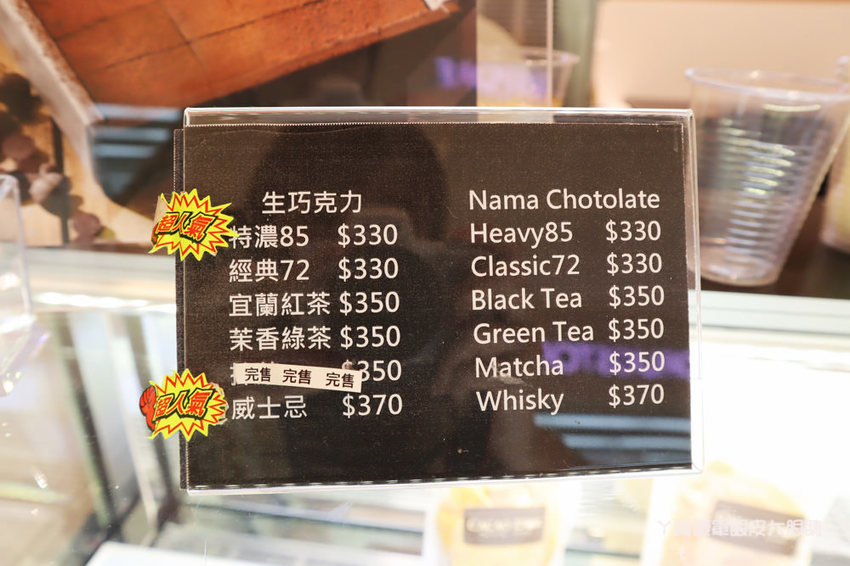 生巧克力
超人氣
特濃85 $330
經典72 $330
宜蘭紅茶 $350
茉香綠茶 $350
完售 完售 完售 350
超人氣
威士忌 $370
Nama Chotolate
Heavy85 $330
Classic72 $330
Black Tea $350
Green Tea $350
Matcha $350
Whisky $370